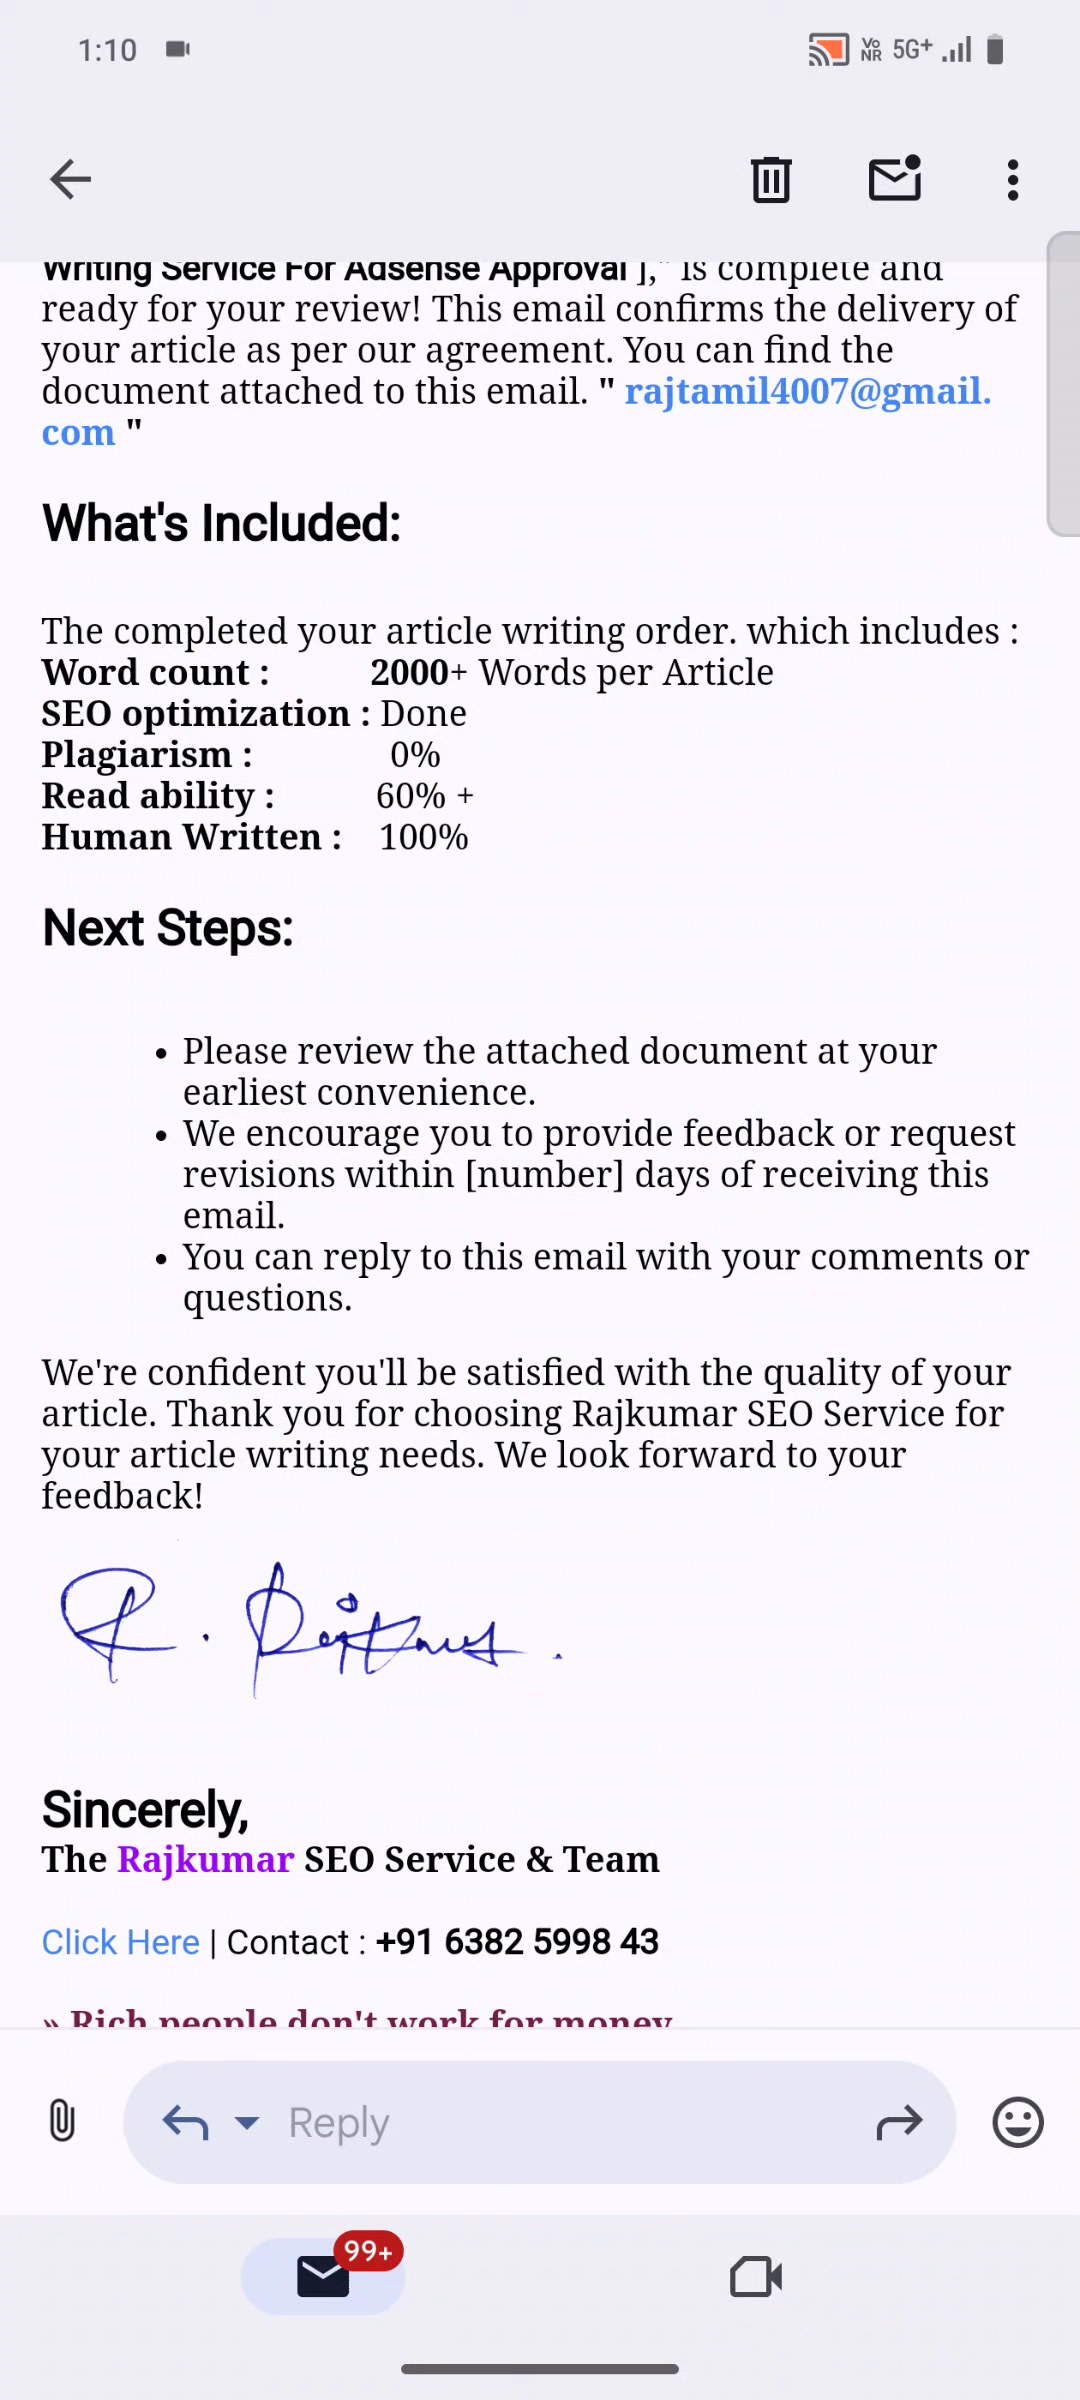 1:10
Vo NR 5G+
Writing Service For Adsense Approval ]," is complete and
ready for your review! This email confirms the delivery of
your article as per our agreement. You can find the
document attached to this email. " rajtamil4007@gmail.
com "
What's Included:
The completed your article writing order. which includes :
Word count : 2000+ Words per Article
SEO optimization : Done
Plagiarism : 0%
Read ability : 60% +
Human Written : 100%
Next Steps:
• Please review the attached document at your
earliest convenience.
• We encourage you to provide feedback or request
revisions within [number] days of receiving this
email.
• You can reply to this email with your comments or
questions.
We're confident you'll be satisfied with the quality of your
article. Thank you for choosing Rajkumar SEO Service for
your article writing needs. We look forward to your
feedback!
Sincerely,
The Rajkumar SEO Service & Team
Click Here | Contact : +91 6382 5998 43
» Rich people don't work for money
Reply
99+